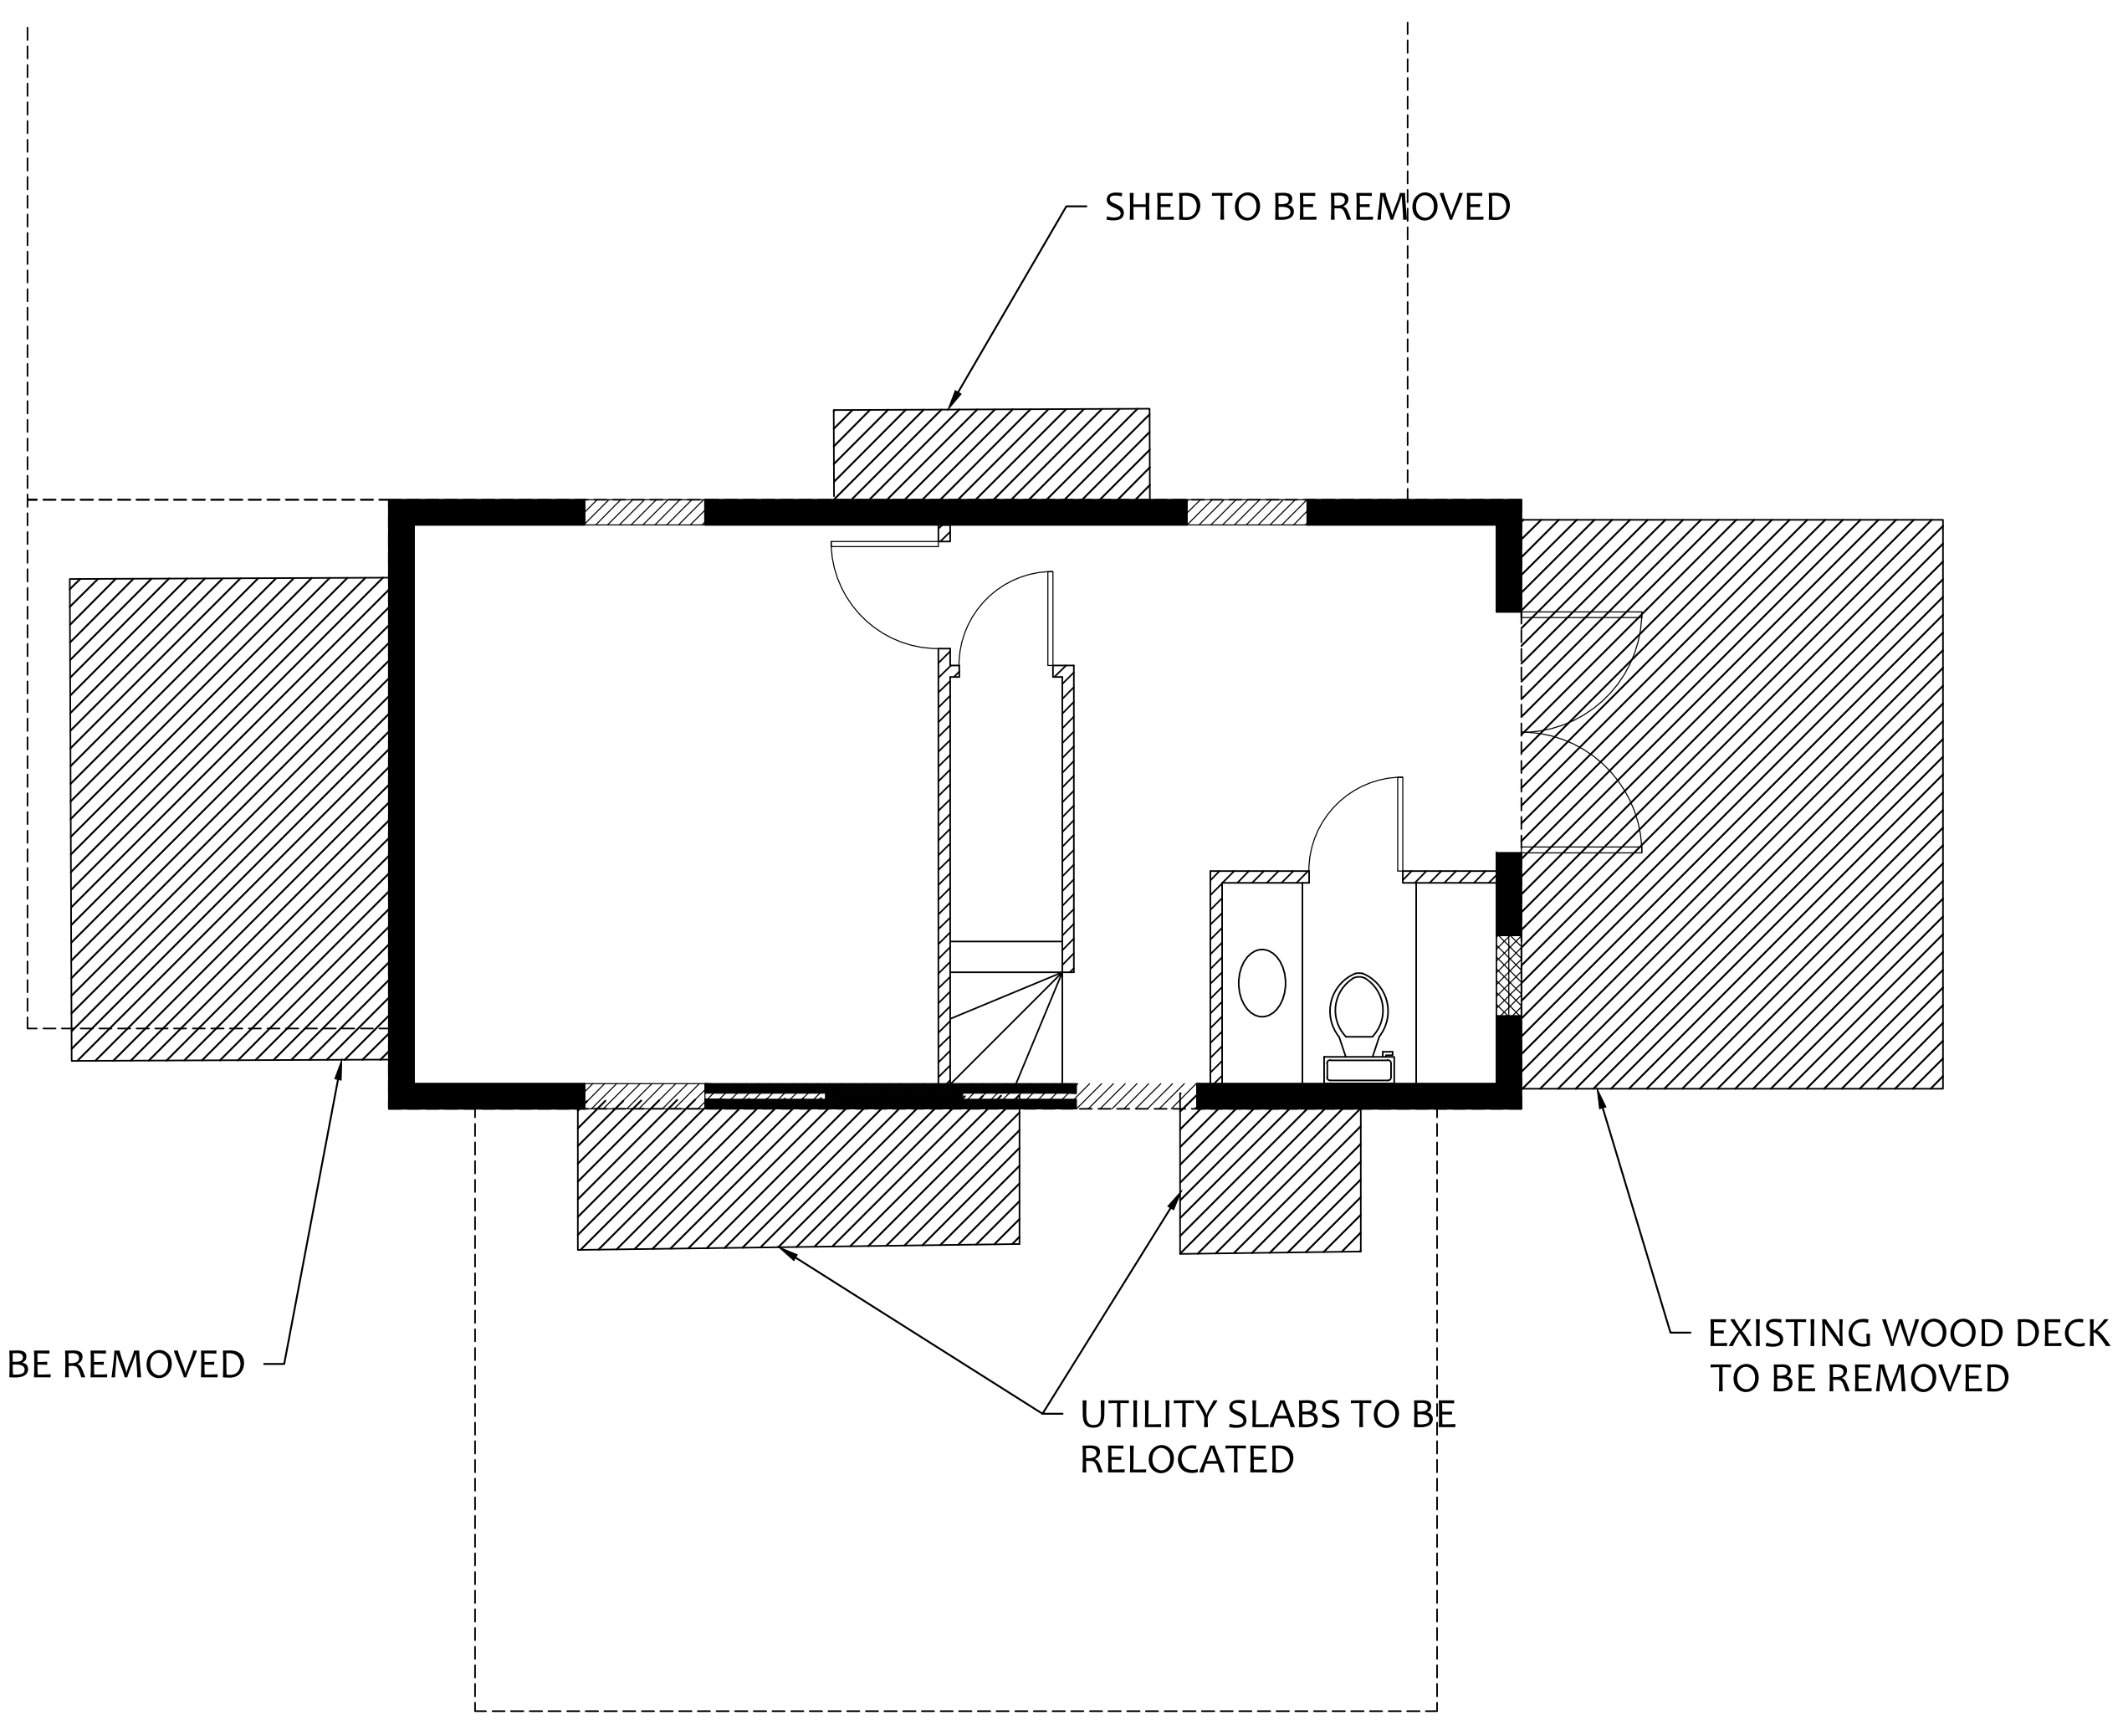 SHED TO BE REMOVED
BE REMOVED
EXISTING WOOD DECK
TO BE REMOVED
UTILITY SLABS TO BE
RELOCATED